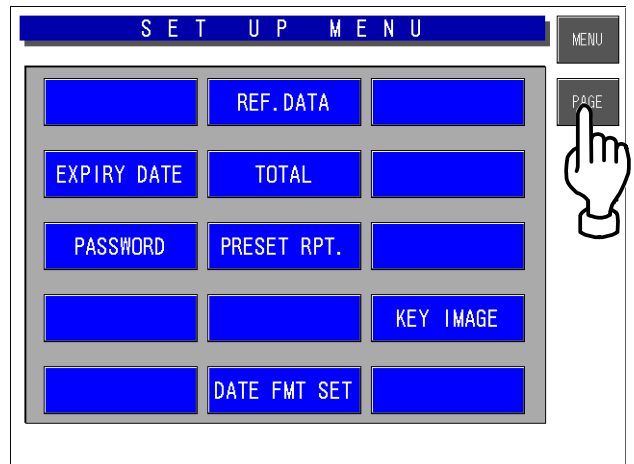 SET UP MENU
MENU
REF.DATA
PAGE
EXPIRY DATE
TOTAL
PASSWORD
PRESET RPT.
KEY IMAGE
DATE FMT SET